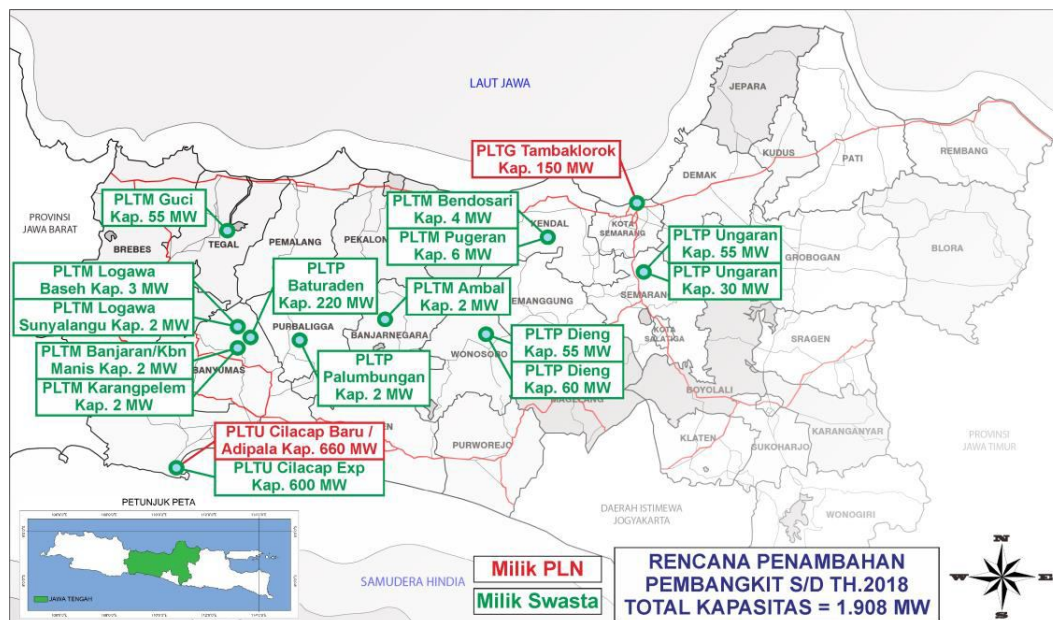 LAUT JAWA
JEPARA
PLTG Tambaklorok
Kap. 150 MW
KUDUS
PATI
REMBANG
DEMAK
PLTM Guci
Kap. 55 MW
PROVINSI
JAWA BARAT
BREBES
TEGAL
PEMALANG
PEKALON
PLTM Bendosari
Kap. 4 MW
PLTM Pugeran
Kap. 6 MW
KENDAL
KOTA
SEMARANG
PLTP Ungaran
Kap. 55 MW
PLTP Ungaran
Kap. 30 MW
GROBOGAN
BLORA
PLTM Logawa
Baseh Kap. 3 MW
PLTM Logawa
Sunyalangu Kap. 2 MW
PLTM Banjaran/Kbn
Manis Kap. 2 MW
PLTM Karangpelem
Kap. 2 MW
PLTP
Baturaden
Kap. 220 MW
PLTM Ambal
Kap. 2 MW
EMANGGUNG
SEMARANG
PURBALIGGA
BANJARNEGARA
WONOSOBO
PLTP Dieng
Kap. 55 MW
PLTP Dieng
Kap. 60 MW
KOTA
SALATIGA
SRAGEN
BANYUMAS
PLTP
Palumbungan
Kap. 2 MW
MAGELANG
BOYOLALI
PLTU Cilacap Baru /
Adipala Kap. 660 MW
PLTU Cilacap Exp
Kap. 600 MW
EN
PURWOREJO
KLATEN
SUKOHARJO
KARANGANYAR
PROVINSI
JAWA TIMUR
WONOGIRI
DAERAH ISTIMEWA
JOGYAKARTA
PETUNJUK PETA
JAWA TENGAH
SAMUDERA HINDIA
Milik PLN
Milik Swasta
RENCANA PENAMBAHAN
PEMBANGKIT S/D TH.2018
TOTAL KAPASITAS = 1.908 MW
N
W
E
S